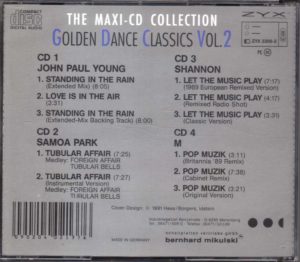 COMPACT
disc
DIGITAL AUDIO
THE MAXI-CD COLLECTION
GOLDEN DANCE CLASSICS VOL.2
ZYX
CD 1
JOHN PAUL YOUNG
1. STANDING IN THE RAIN
(Extended Mix) (8:05)
2. LOVE IS IN THE AIR
(3:31)
3. STANDING IN THE RAIN
(Extended-Mix Backing Track) (8:00)
CD 2
SAMOA PARK
1. TUBULAR AFFAIR (7:25)
Medley: FOREIGN AFFAIR
TUBULAR BELLS
2. TUBULAR AFFAIR (7:27)
(Instrumental Version)
Medley: FOREIGN AFFAIR
TUBULAR BELLS
CD 3
SHANNON
1. LET THE MUSIC PLAY (7:17)
(1989 European Remixed Version)
2. LET THE MUSIC PLAY (4:17)
(Remixed Radio Shot)
3. LET THE MUSIC PLAY (3:31)
(Classic Version)
CD 4
M
1. POP MUZIK (3:11)
(Britannia '89 Remix)
2. POP MUZIK
(Cabinet Remix)
3. POP MUZIK (3:21)
(Original Version)
MADE IN GERMANY
bernhard mikulski